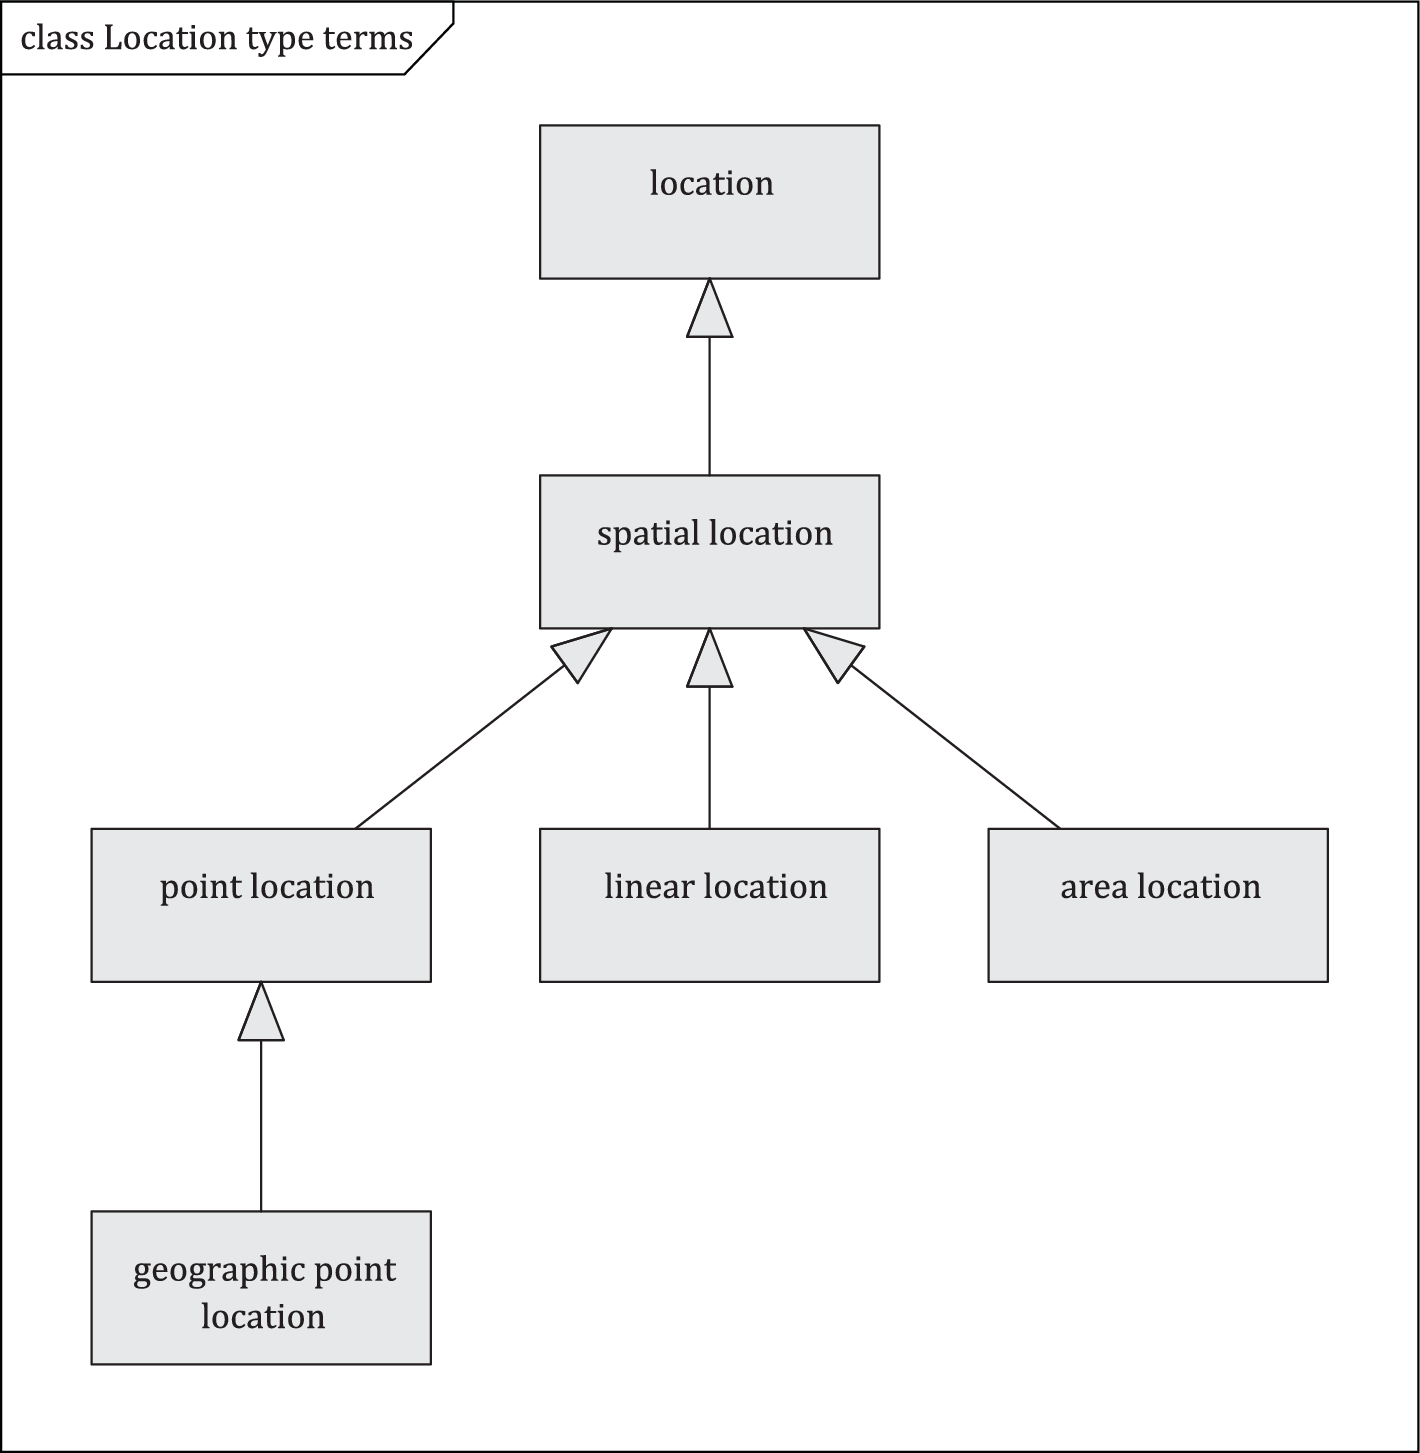 class Location type terms
location
spatial location
point location
linear location
area location
geographic point
location